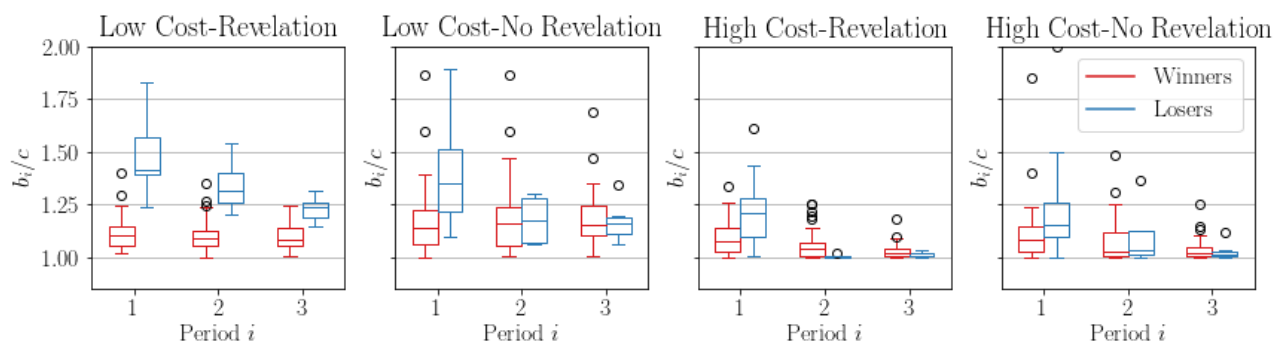 Low Cost-Revelation
Low Cost-No Revelation
High Cost-Revelation
High Cost-No Revelation
2.00
1.75
1.50
1.25
1.00
b_i/c
b_i/c
b_i/c
b_i/c
Winners
Losers
1 2 3
1 2 3
1 2 3
1 2 3
Period i
Period i
Period i
Period i